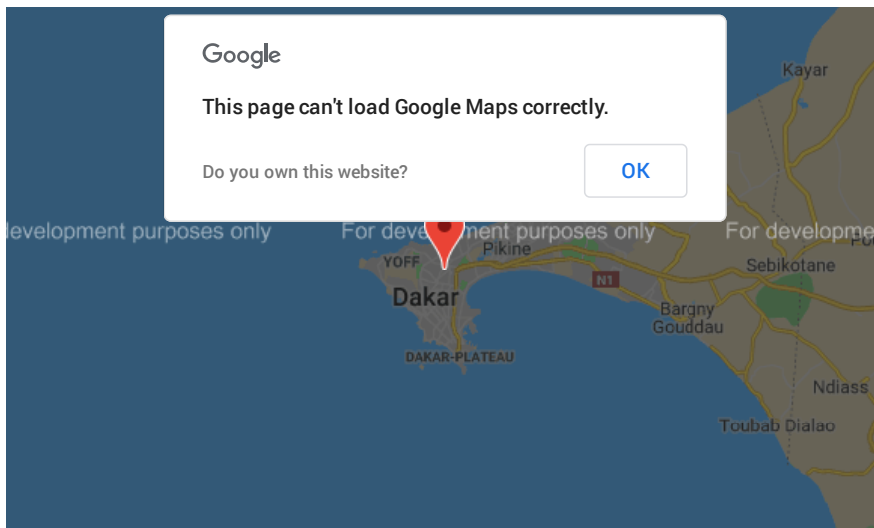 Google
This page can't load Google Maps correctly.
Do you own this website?
OK
Kayar
development purposes only
For development purposes only
For developme
Pikine
YOFF
Sebikotane
N1
Dakar
Bargny
Gouddau
DAKAR-PLATEAU
Ndiass
Toubab Dialao